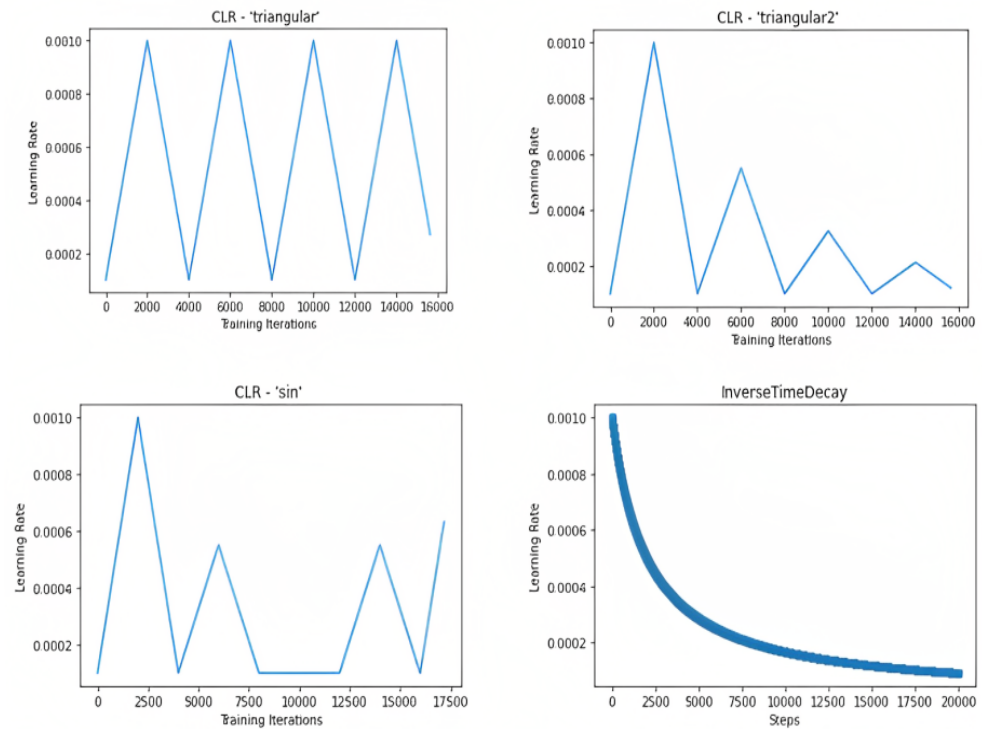 CLR - 'triangular'
0.0010
0.0008
0.0006
0.0004
0.0002
Learning Rate
0 2000 4000 6000 8000 10000 12000 14000 16000
Training Iterations
CLR - 'triangular2'
0.0010
0.0008
0.0006
0.0004
0.0002
Learning Rate
0 2000 4000 6000 8000 10000 12000 14000 16000
Training Iterations
CLR - 'sin'
0.0010
0.0008
0.0006
0.0004
0.0002
Learning Rate
0 2500 5000 7500 10000 12500 15000 17500
Training Iterations
InverseTimeDecay
0.0010
0.0008
0.0006
0.0004
0.0002
Learning Rate
0 2500 5000 7500 10000 12500 15000 17500 20000
Steps